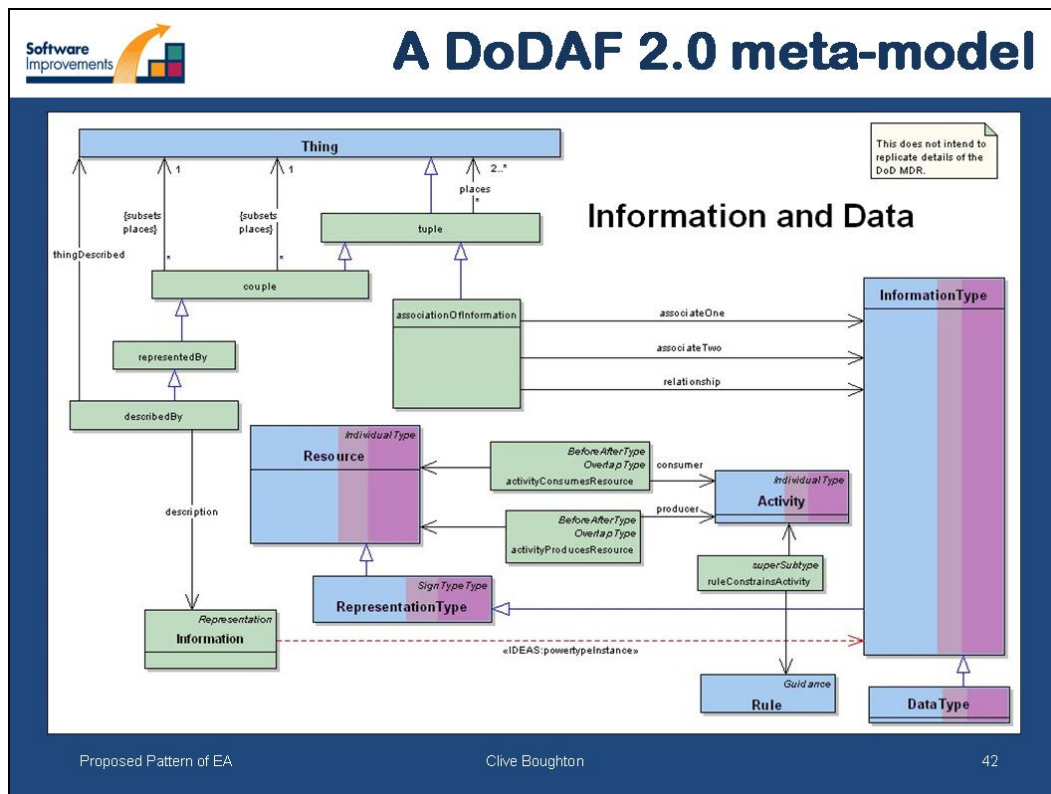 Software
Improvements
A DoDAF 2.0 meta-model
Thing
This does not intend to
replicate details of the
DoD MDR.
1
1
2..*
places
*
{subsets
places}
{subsets
places}
Information and Data
tuple
thingDescribed
*
*
couple
InformationType
associationOfInformation
associateOne
associateTwo
relationship
representedBy
describedBy
IndividualType
Resource
BeforeAfterType
OverlapType
activityConsumesResource
consumer
IndividualType
Activity
BeforeAfterType
OverlapType
activityProducesResource
producer
description
superSubtype
ruleConstrainsActivity
SignTypeType
RepresentationType
Representation
Information
«IDEAS:powertypeInstance»
Guidance
Rule
DataType
Proposed Pattern of EA
Clive Boughton
42